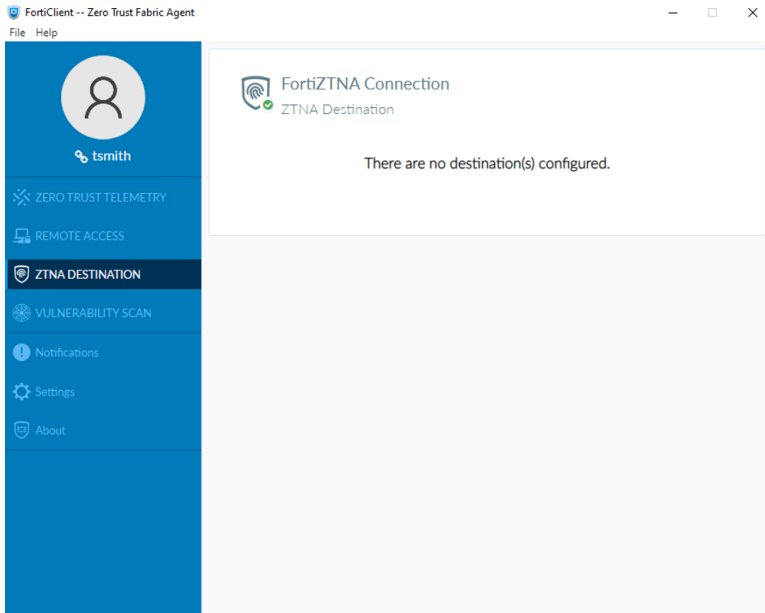 FortiClient -- Zero Trust Fabric Agent
File Help
tsmith
ZERO TRUST TELEMETRY
REMOTE ACCESS
ZTNA DESTINATION
VULNERABILITY SCAN
Notifications
Settings
About
FortiZTNA Connection
ZTNA Destination
There are no destination(s) configured.